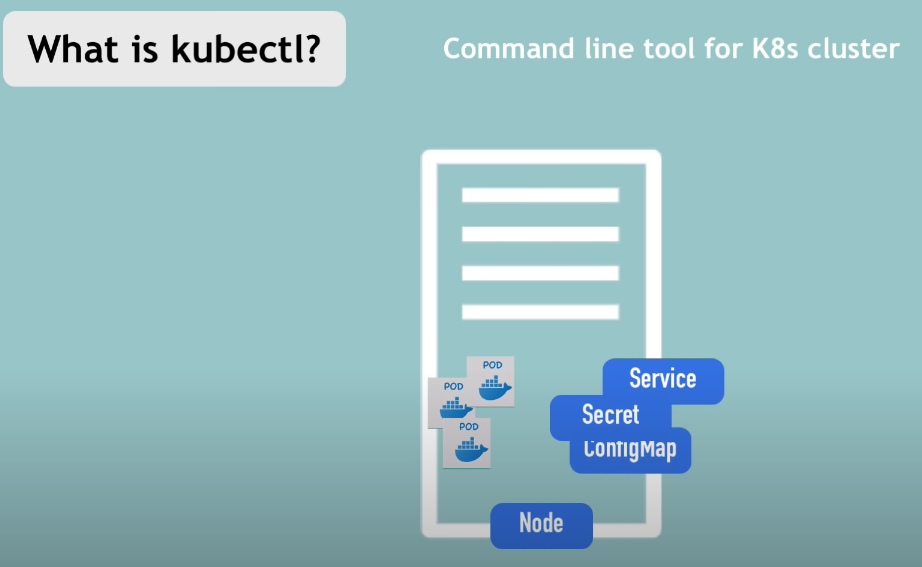 What is kubectl?
Command line tool for K8s cluster
POD
POD
POD
Service
Secret
ConfigMap
Node